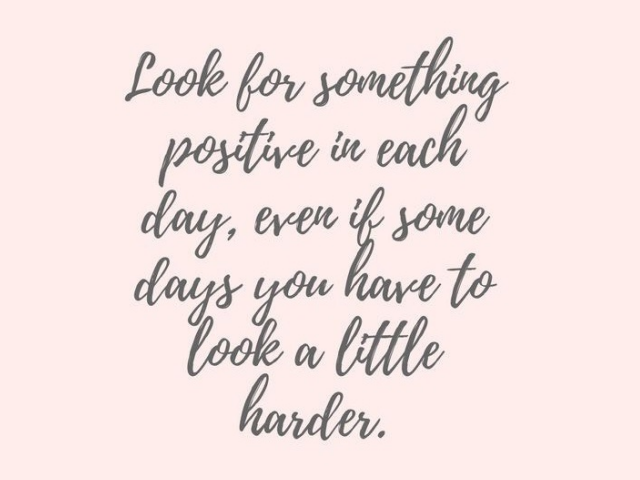 Look for something
positive in each
day, even if some
days you have to
look a little
harder.